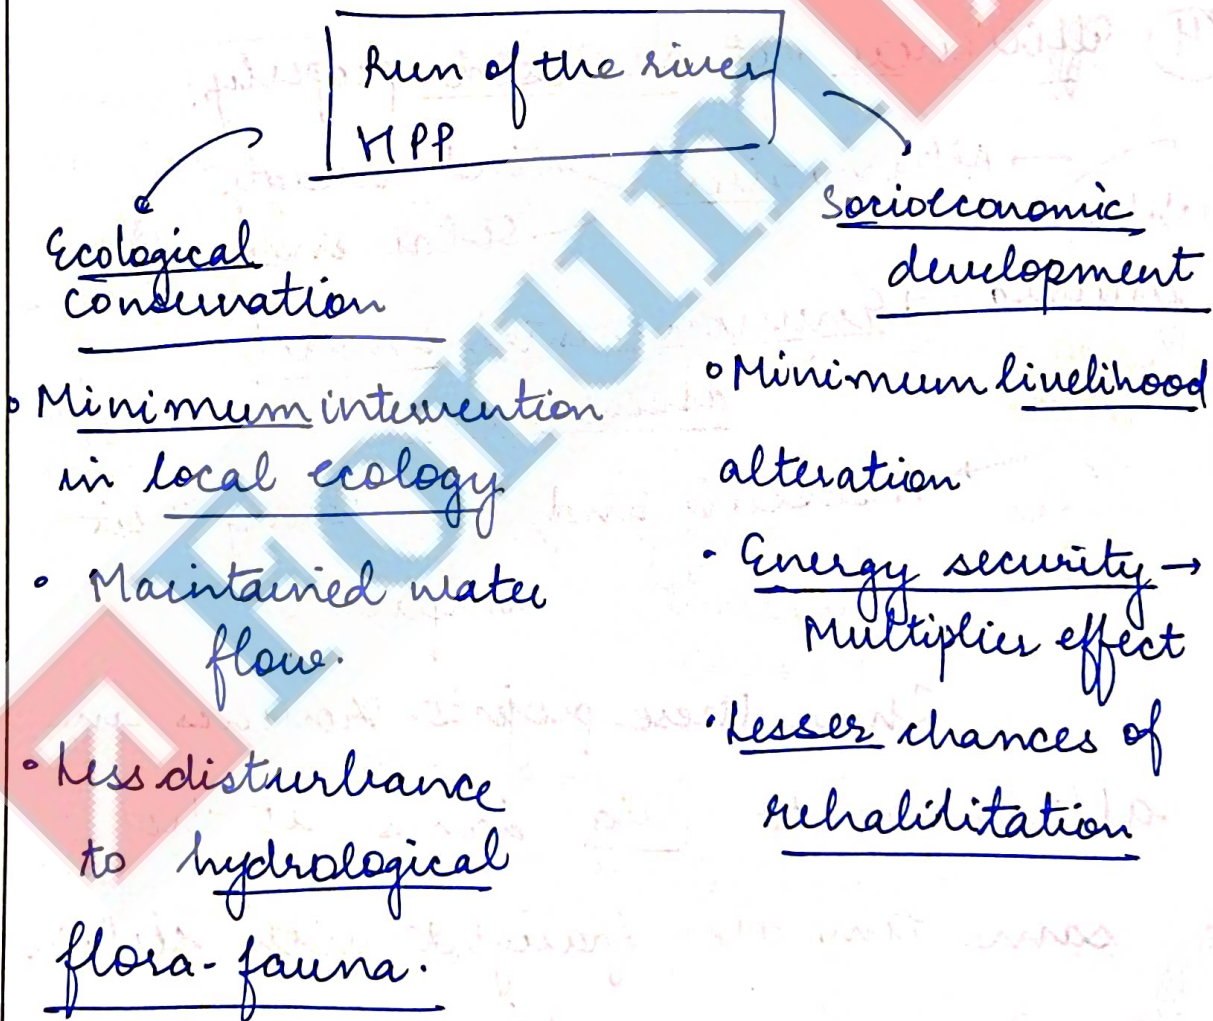 Run of the river
HPP
Ecological
conservation
• Minimum intervention
in local ecology
• Maintained water
flow.
• Less disturbance
to hydrological
flora-fauna.
Socioeconomic
development
• Minimum livelihood
alteration
• Energy security →
Multiplier effect
• Lesser chances of
rehabilitation
Forum